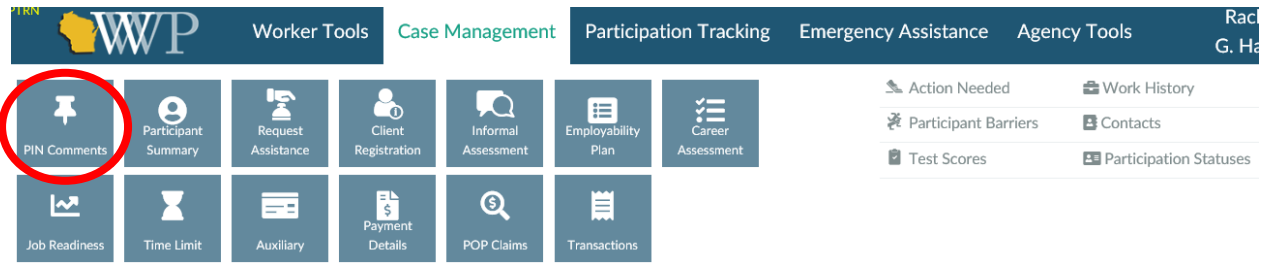 PTRN
WWP
Worker Tools
Case Management
Participation Tracking
Emergency Assistance
Agency Tools
G. Ha
PIN Comments
Participant
Summary
Request
Assistance
Client
Registration
Informal
Assessment
Employability
Plan
Career
Assessment
Action Needed
Work History
Participant Barriers
Contacts
Test Scores
Participation Statuses
Job Readiness
Time Limit
Auxiliary
Payment
Details
POP Claims
Transactions